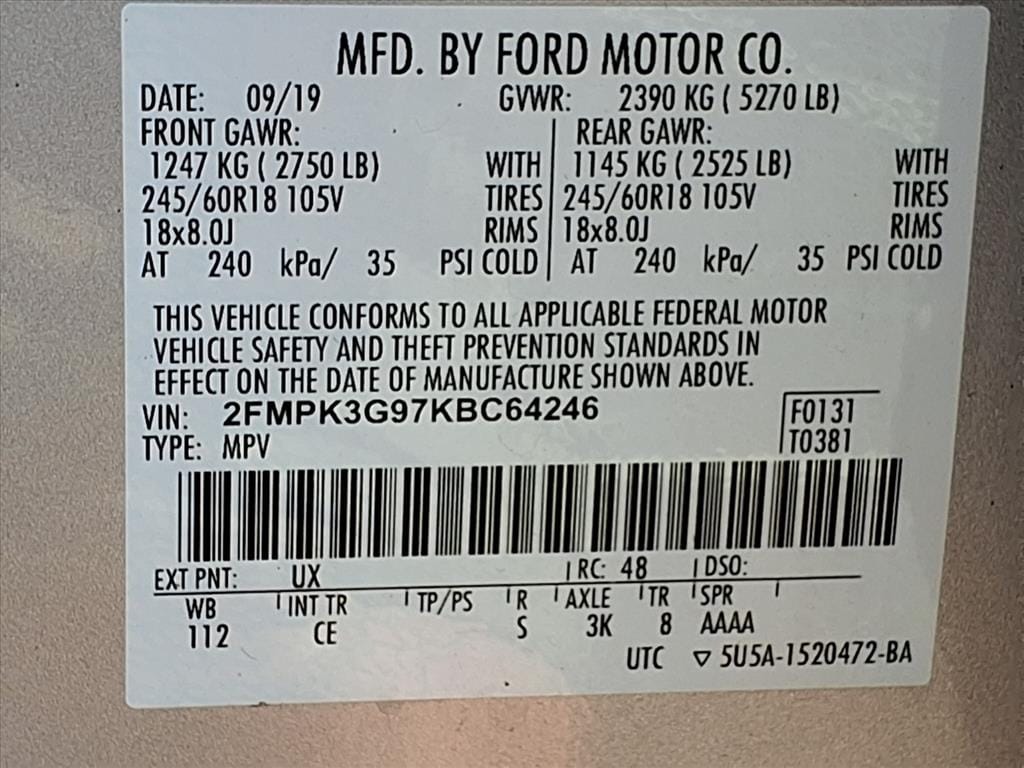 MFD. BY FORD MOTOR CO.
DATE: 09/19 GVWR: 2390 KG ( 5270 LB)
FRONT GAWR: REAR GAWR:
1247 KG ( 2750 LB) WITH 1145 KG ( 2525 LB) WITH
245/60R18 105V TIRES 245/60R18 105V TIRES
18x8.0J RIMS 18x8.0J RIMS
AT 240 kPa/ 35 PSI COLD AT 240 kPa/ 35 PSI COLD
THIS VEHICLE CONFORMS TO ALL APPLICABLE FEDERAL MOTOR
VEHICLE SAFETY AND THEFT PREVENTION STANDARDS IN
EFFECT ON THE DATE OF MANUFACTURE SHOWN ABOVE.
VIN: 2FMPK3G97KBC64246 F0131
TYPE: MPV T0381
EXT PNT: UX RC: 48 DSO:
WB INT TR TP/PS R AXLE TR SPR
112 CE S 3K 8 AAAA
UTC ▽ 5U5A-1520472-BA